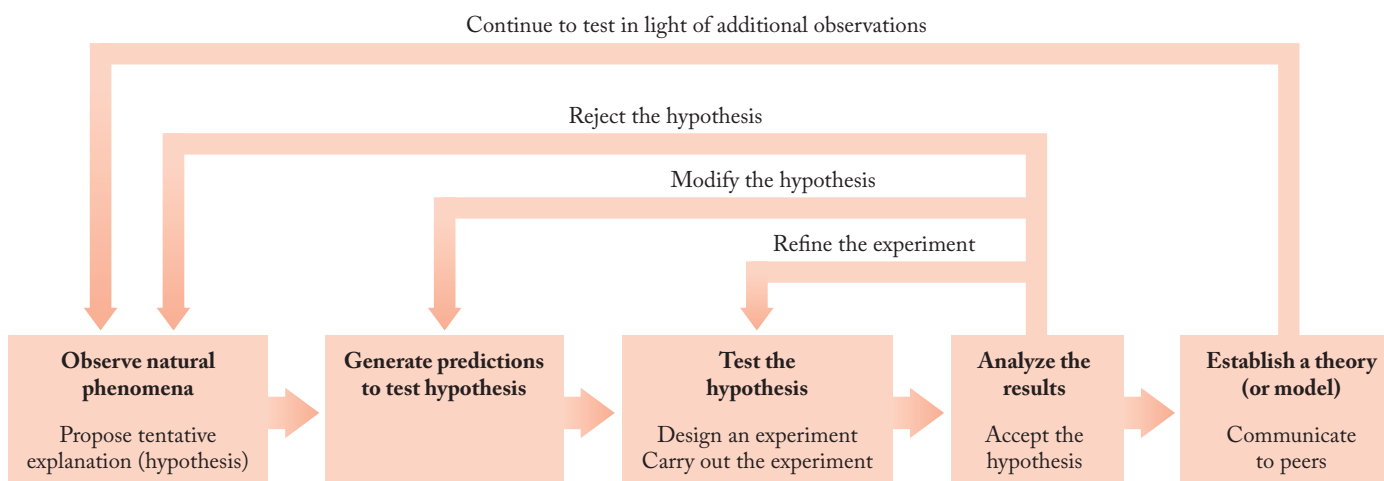 Continue to test in light of additional observations
Reject the hypothesis
Modify the hypothesis
Refine the experiment
Observe natural
phenomena
Propose tentative
explanation (hypothesis)
Generate predictions
to test hypothesis
Test the
hypothesis
Design an experiment
Carry out the experiment
Analyze the
results
Accept the
hypothesis
Establish a theory
(or model)
Communicate
to peers